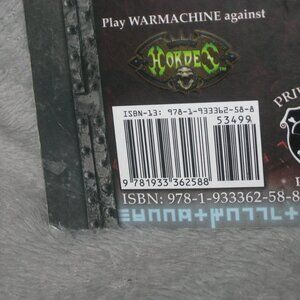 Play WARMACHINE against
HORDES™
ISBN-13: 978-1-933362-58-8
53499
9 781933 362588
ISBN: 978-1-933362-58-8